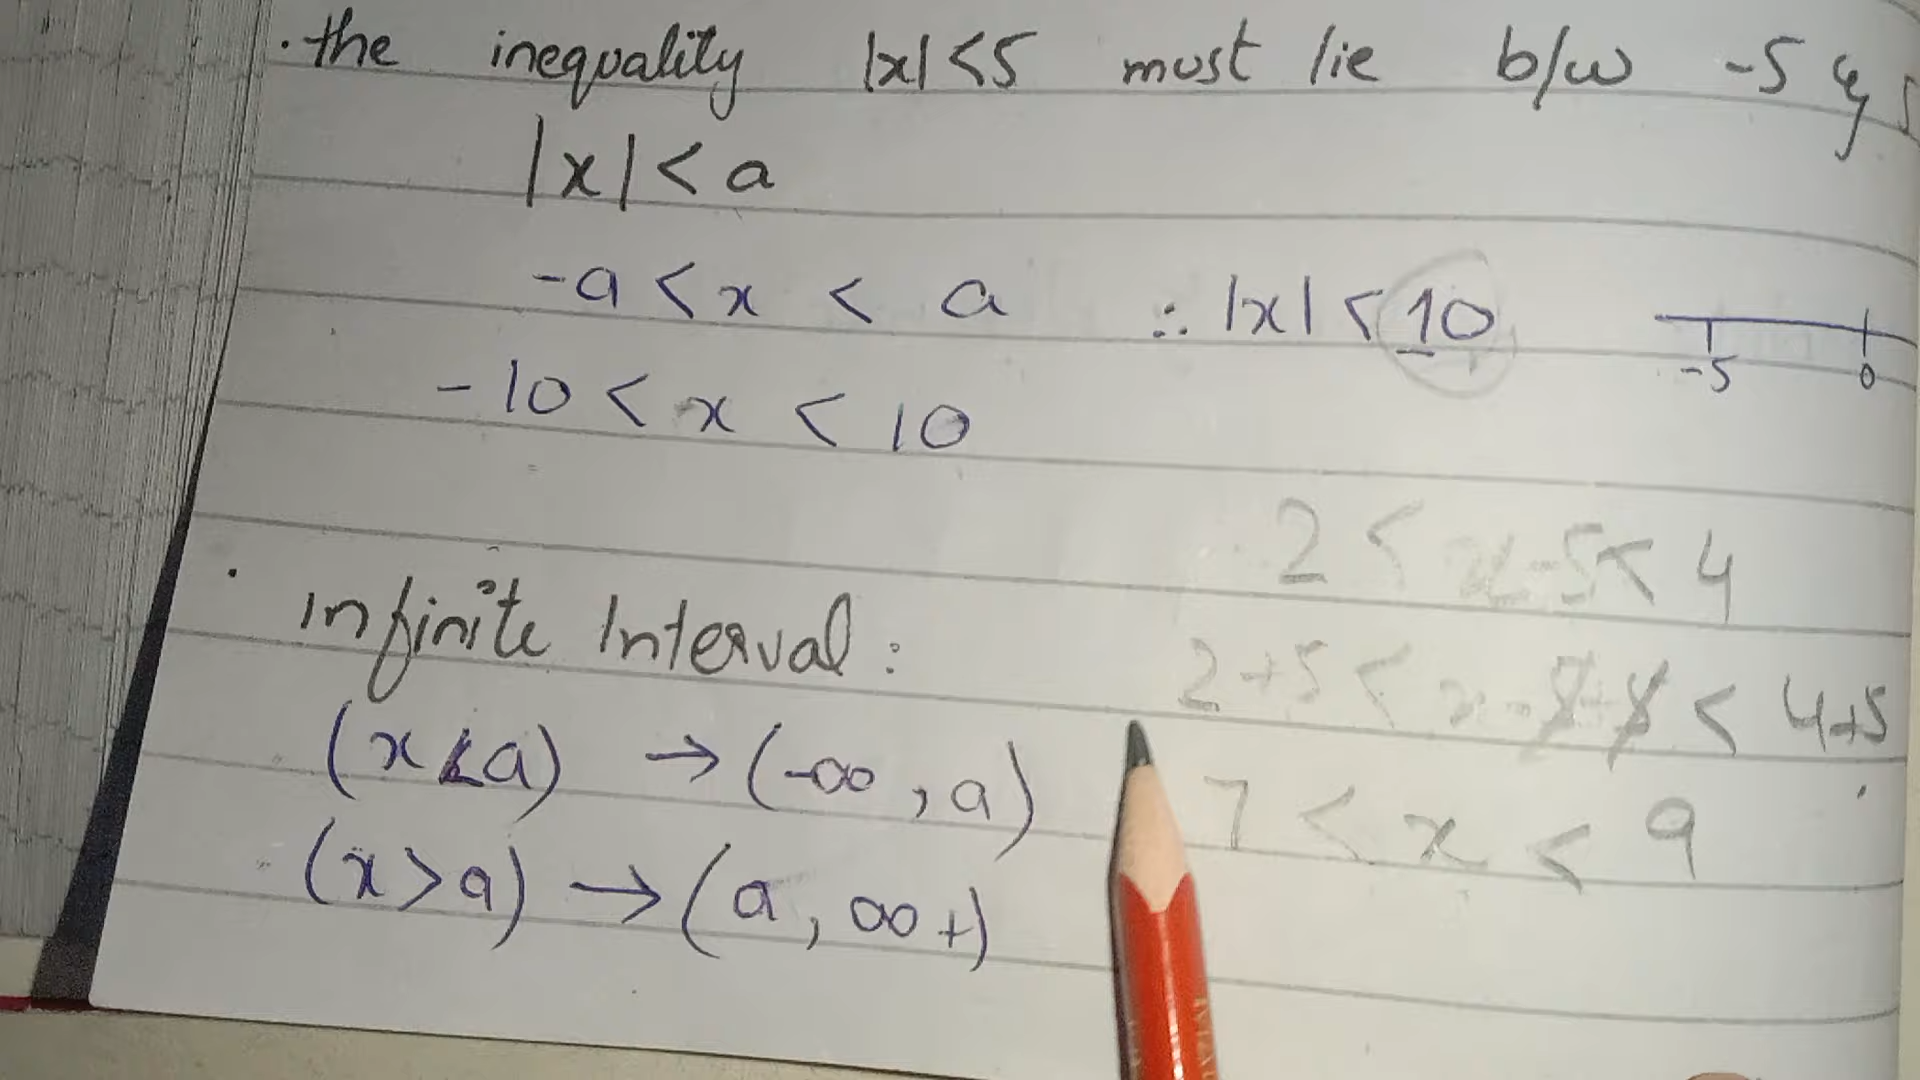 · the inequality |x| < 5 must lie b/w -5 & 5
|x| < a
-a < x < a ∴ |x| < 10
-5 0
-10 < x < 10
2 < x-5 < 4
· Infinite Interval:
2+5 < x-5+5 < 4+5
(x<a) → (-∞, a)
7 < x < 9
(x>a) → (a, ∞+)